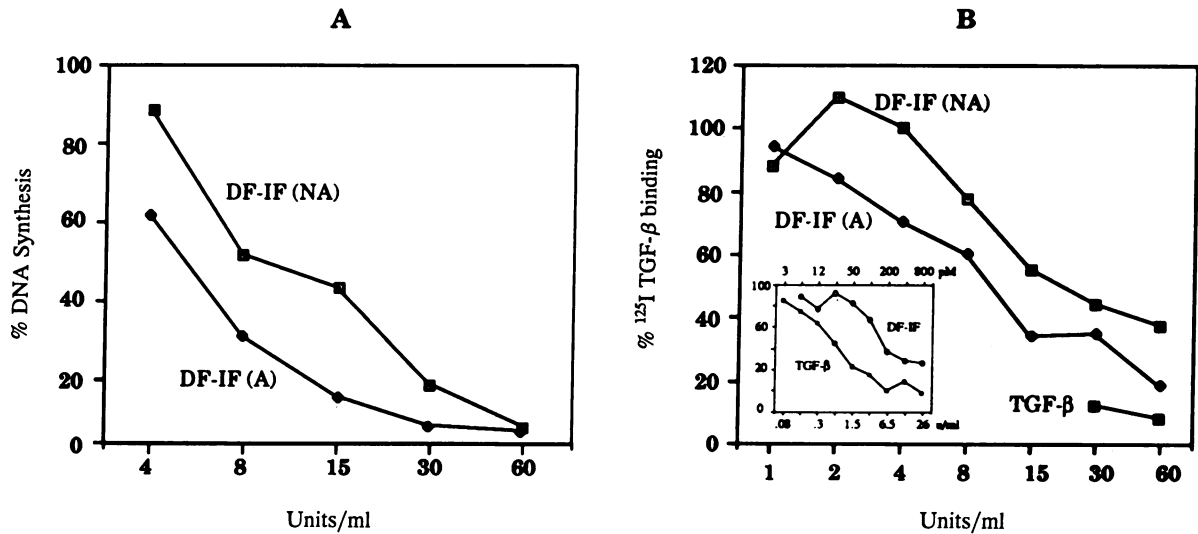 A
% DNA Synthesis
100
80
60
40
20
0
DF-IF (NA)
DF-IF (A)
4 8 15 30 60
Units/ml
B
% ¹²⁵I TGF-β binding
120
100
80
60
40
20
0
DF-IF (NA)
DF-IF (A)
3 12 50 200 800 pM
100
60
20
0
DF-IF
TGF-β
.08 .3 1.5 6.5 26 u/ml
TGF-β
1 2 4 8 15 30 60
Units/ml